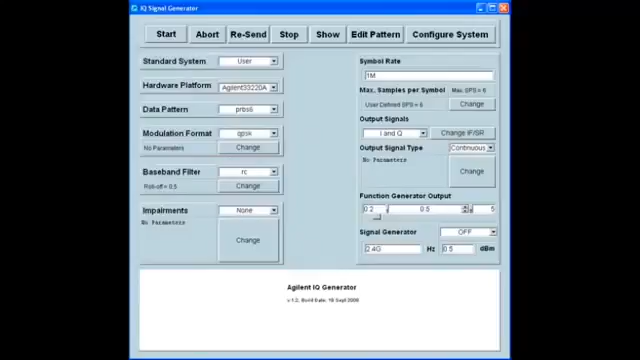 IQ Signal Generator
Start Abort Re-Send Stop Show Edit Pattern Configure System
Standard System User
Hardware Platform Agilent33220A
Data Pattern prbs6
Modulation Format qpsk
No Parameters Change
Baseband Filter rc
Roll-off = 0.5 Change
Impairments None
No Parameters
Change
Symbol Rate
1M
Max. Samples per Symbol Max. SPS = 6
User Defined SPS = 6 Change
Output Signals
I and Q Change IF/SR
Output Signal Type Continuous
No Parameters
Change
Function Generator Output
0.2 0.5 5
Signal Generator OFF
2.4G Hz 0.5 dBm
Agilent IQ Generator
v 1.2, Build Date: 19 Sept 2006